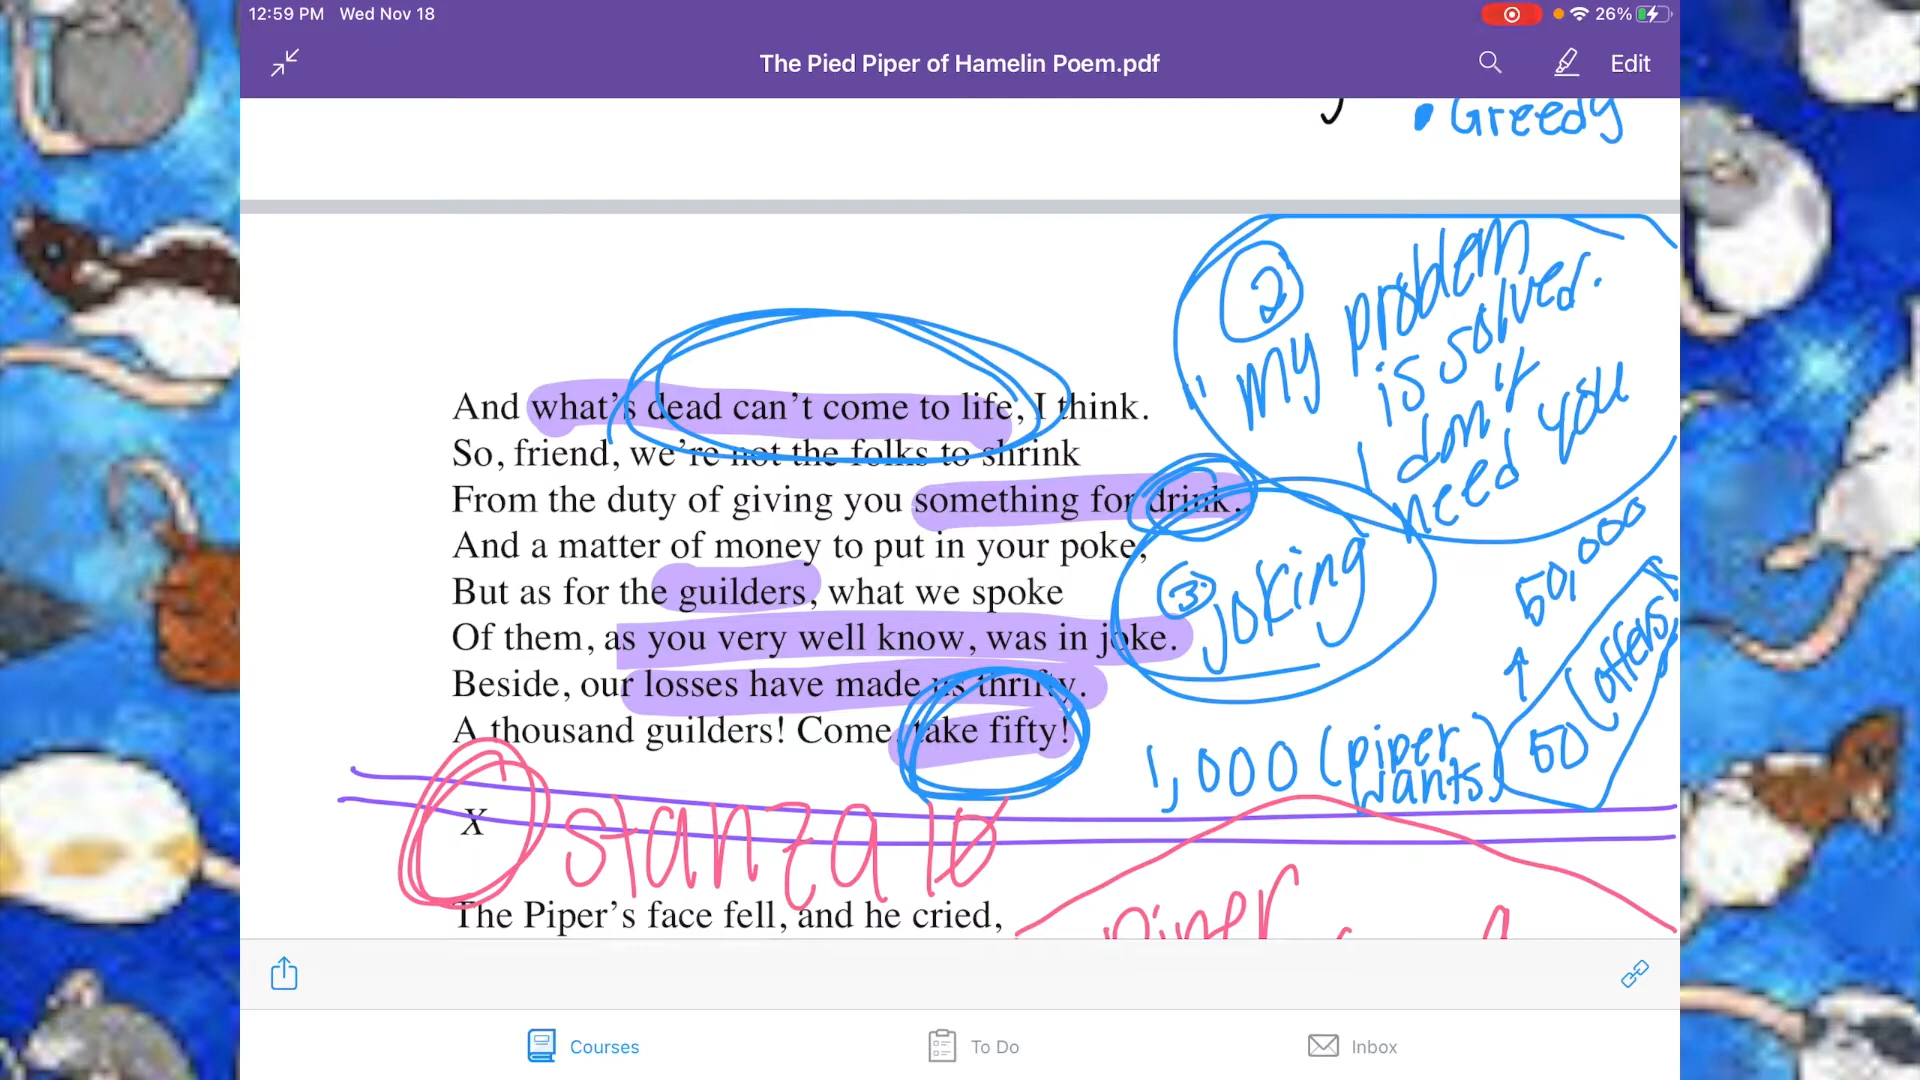 12:59 PM Wed Nov 18
26%
The Pied Piper of Hamelin Poem.pdf
Edit
• Greedy
2
"My problem
is solved.
I don't
need you
And what's dead can't come to life, I think.
So, friend, we're not the folks to shrink
From the duty of giving you something for drink.
And a matter of money to put in your poke,
But as for the guilders, what we spoke
Of them, as you very well know, was in joke.
Beside, our losses have made us thrifty.
A thousand guilders! Come, take fifty!
3 joking
50,000
1,000 (piper
wants)
50 (offers)
X
stanza 10
The Piper's face fell, and he cried,
piper
Courses
To Do
Inbox